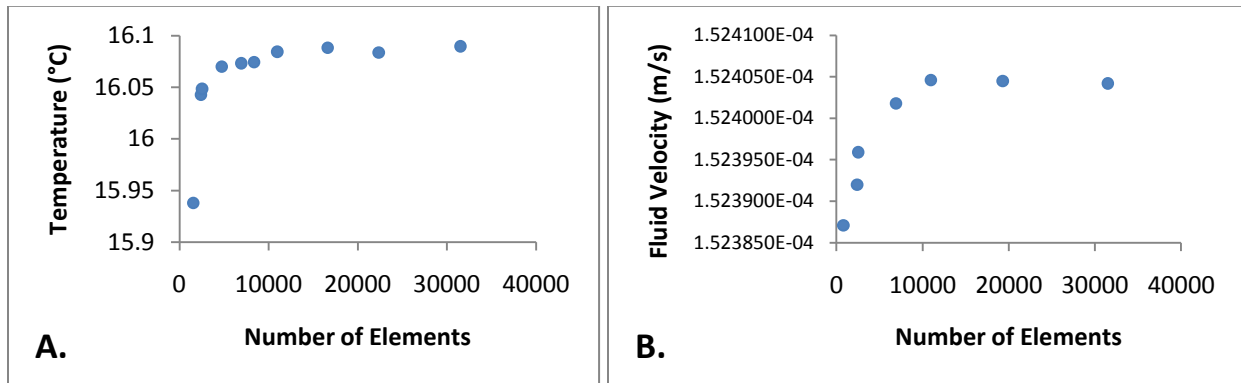 Temperature (°C)
16.1
16.05
16
15.95
15.9
0 10000 20000 30000 40000
Number of Elements
A.
Fluid Velocity (m/s)
1.524100E-04
1.524050E-04
1.524000E-04
1.523950E-04
1.523900E-04
1.523850E-04
0 10000 20000 30000 40000
Number of Elements
B.